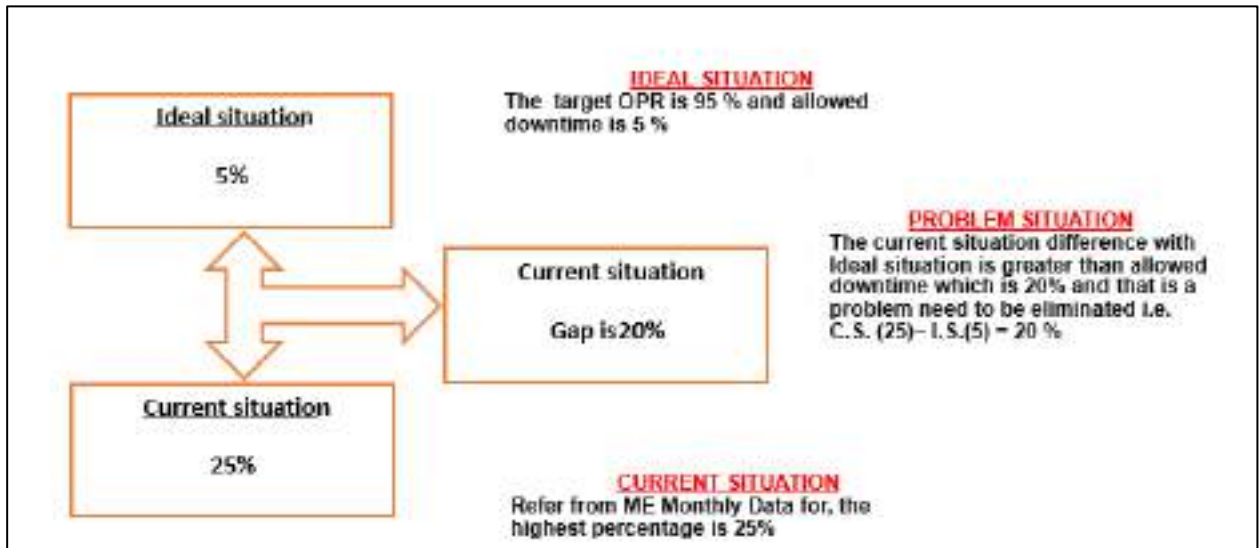 IDEAL SITUATION
The target OPR is 95 % and allowed
downtime is 5 %
Ideal situation
5%
PROBLEM SITUATION
The current situation difference with
Ideal situation is greater than allowed
downtime which is 20% and that is a
problem need to be eliminated i.e.
C.S. (25)– I.S.(5) = 20 %
Current situation
Gap is20%
Current situation
25%
CURRENT SITUATION
Refer from ME Monthly Data for, the
highest percentage is 25%